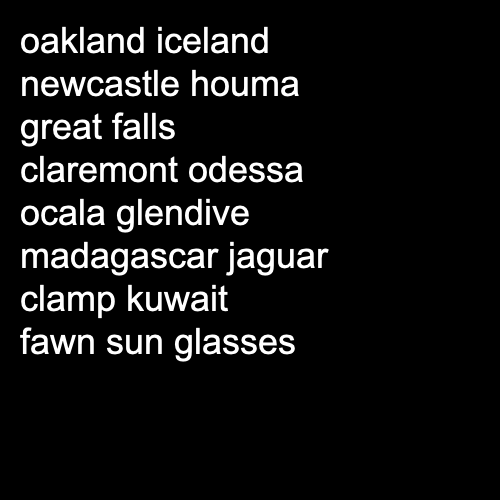 oakland iceland
newcastle houma
great falls
claremont odessa
ocala glendive
madagascar jaguar
clamp kuwait
fawn sun glasses